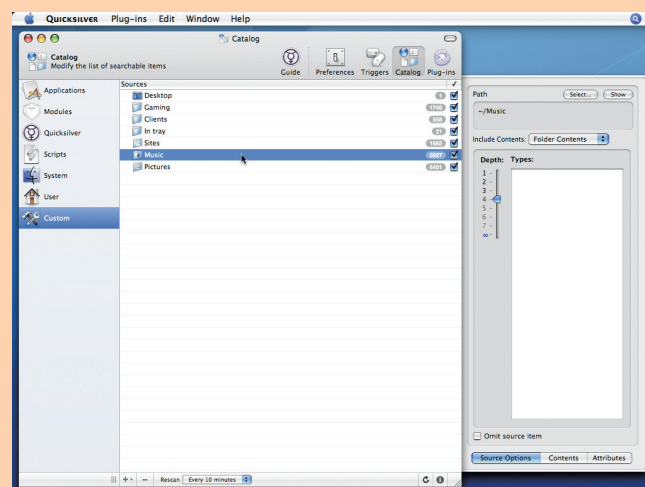 Quicksilver Plug-ins Edit Window Help
Catalog
Catalog
Modify the list of searchable items
Guide Preferences Triggers Catalog Plug-ins
Applications
Modules
Quicksilver
Scripts
System
User
Custom
Sources ✓
Desktop 1
Gaming
Clients
In tray 21
Sites
Music
Pictures
Rescan Every 10 minutes
Path Select... Show
~/Music
Include Contents: Folder Contents
Depth: Types:
1
2
3
4
5
6
7
∞
Omit source item
Source Options Contents Attributes